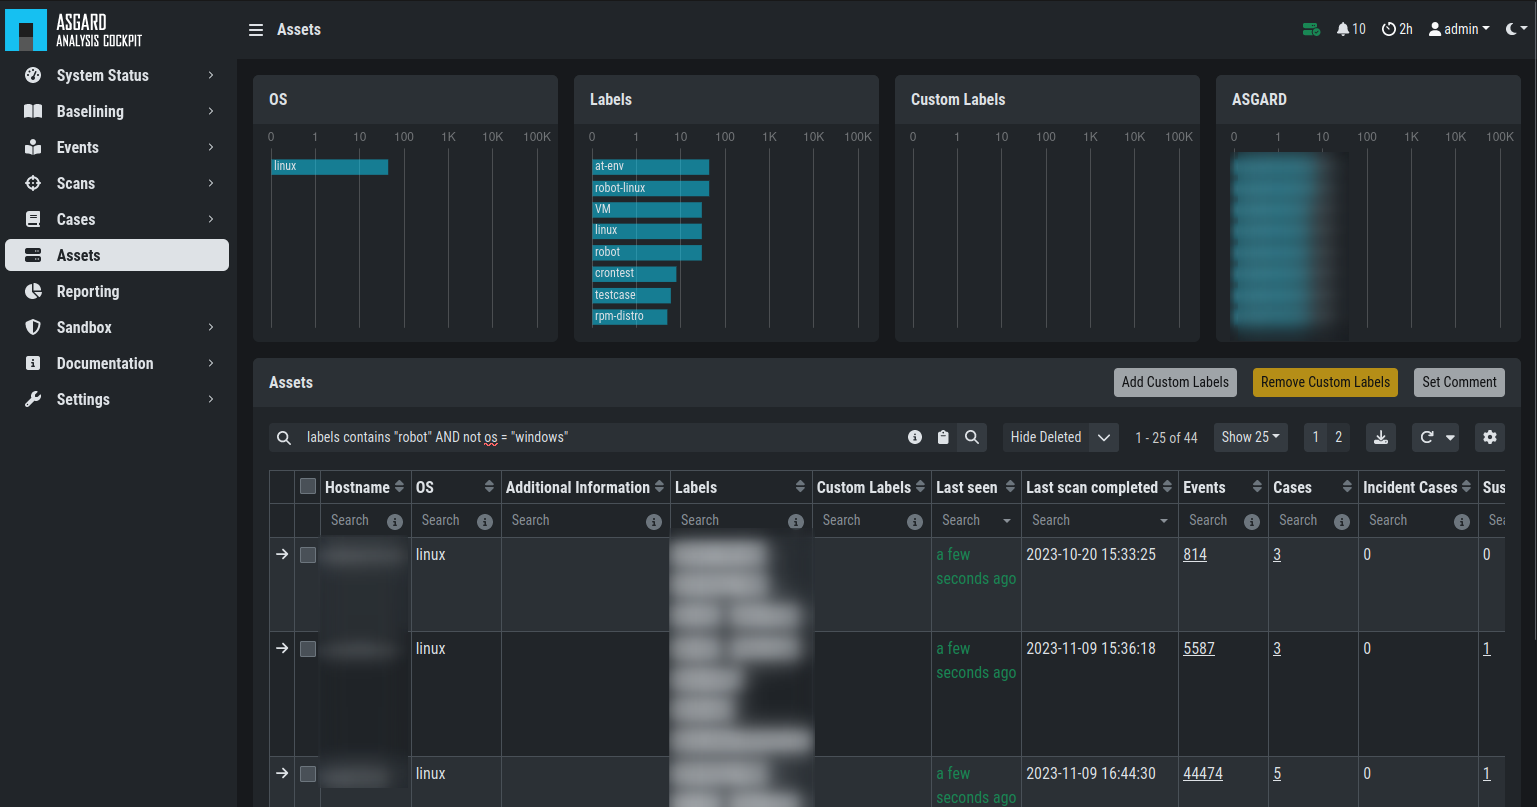 ASGARD
ANALYSIS COCKPIT
System Status
Baselining
Events
Scans
Cases
Assets
Reporting
Sandbox
Documentation
Settings
Assets
10
2h
admin
OS
0 1 10 100 1K 10K 100K
linux
Labels
0 1 10 100 1K 10K 100K
at-env
robot-linux
VM
linux
robot
crontest
testcase
rpm-distro
Custom Labels
0 1 10 100 1K 10K 100K
ASGARD
0 1 10 100 1K 10K 100K
Assets
Add Custom Labels
Remove Custom Labels
Set Comment
labels contains "robot" AND not os = "windows"
Hide Deleted
1 - 25 of 44
Show 25
1 2
Hostname OS Additional Information Labels Custom Labels Last seen Last scan completed Events Cases Incident Cases Sus
Search Search Search Search Search Search Search Search Search Search Sea
linux a few 2023-10-20 15:33:25 814 3 0 0
seconds ago
linux a few 2023-11-09 15:36:18 5587 3 0 1
seconds ago
linux a few 2023-11-09 16:44:30 44474 5 0 1
seconds ago